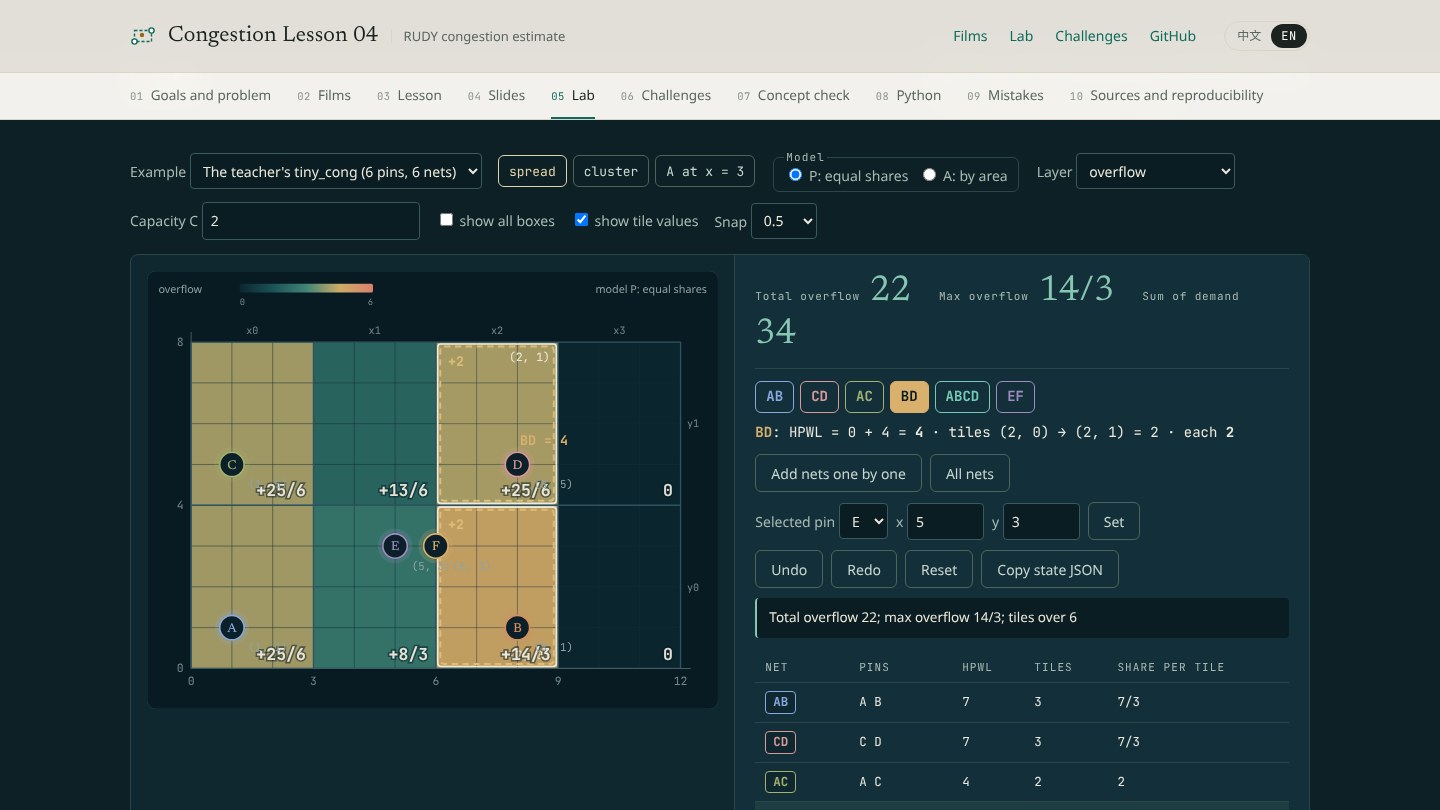 Congestion Lesson 04 RUDY congestion estimate Films Lab Challenges GitHub 中文 EN
01 Goals and problem 02 Films 03 Lesson 04 Slides 05 Lab 06 Challenges 07 Concept check 08 Python 09 Mistakes 10 Sources and reproducibility
Example The teacher's tiny_cong (6 pins, 6 nets) spread cluster A at x = 3 Model P: equal shares A: by area Layer overflow
Capacity C 2 show all boxes show tile values Snap 0.5
overflow 0 6 model P: equal shares
x0 x1 x2 x3
8 +2 (2, 1)
y1
BD = 4
C D
+25/6 +13/6 +25/6 5) 0
4
+2
E F
(5,
y0
A B
+25/6 +8/3 +14/3 1) 0
0
0 3 6 9 12
Total overflow 22 Max overflow 14/3 Sum of demand
34
AB CD AC BD ABCD EF
BD: HPWL = 0 + 4 = 4 · tiles (2, 0) → (2, 1) = 2 · each 2
Add nets one by one All nets
Selected pin E x 5 y 3 Set
Undo Redo Reset Copy state JSON
Total overflow 22; max overflow 14/3; tiles over 6
NET PINS HPWL TILES SHARE PER TILE
AB A B 7 3 7/3
CD C D 7 3 7/3
AC A C 4 2 2